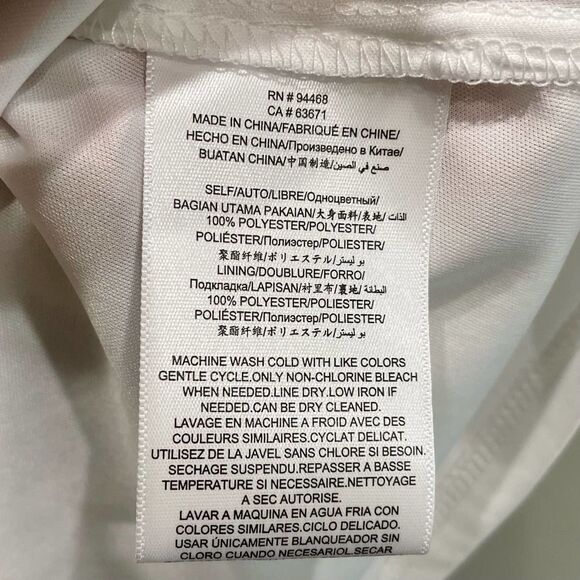 RN # 94468
CA # 63671
MADE IN CHINA/FABRIQUÉ EN CHINE/
HECHO EN CHINA/Произведено в Китае/
BUATAN CHINA/中国制造/صنع في الصين/
SELF/AUTO/LIBRE/Одноцветный/
BAGIAN UTAMA PAKAIAN/大身面料/表地/الذات/
100% POLYESTER/POLYESTER/
POLIÉSTER/Полиэстер/POLIESTER/
聚酯纤维/ポリエステル/بوليستر/
LINING/DOUBLURE/FORRO/
Подкладка/LAPISAN/衬里布/裏地/البطانة/
100% POLYESTER/POLYESTER/
POLIÉSTER/Полиэстер/POLIESTER/
聚酯纤维/ポリエステル/بوليستر/
MACHINE WASH COLD WITH LIKE COLORS
GENTLE CYCLE.ONLY NON-CHLORINE BLEACH
WHEN NEEDED.LINE DRY.LOW IRON IF
NEEDED.CAN BE DRY CLEANED.
LAVAGE EN MACHINE A FROID AVEC DES
COULEURS SIMILAIRES.CYCLAT DELICAT.
UTILISEZ DE LA JAVEL SANS CHLORE SI BESOIN.
SECHAGE SUSPENDU.REPASSER A BASSE
TEMPERATURE SI NECESSAIRE.NETTOYAGE
A SEC AUTORISE.
LAVAR A MAQUINA EN AGUA FRIA CON
COLORES SIMILARES.CICLO DELICADO.
USAR ÚNICAMENTE BLANQUEADOR SIN
CLORO CUANDO NECESSARIOL.SECAR